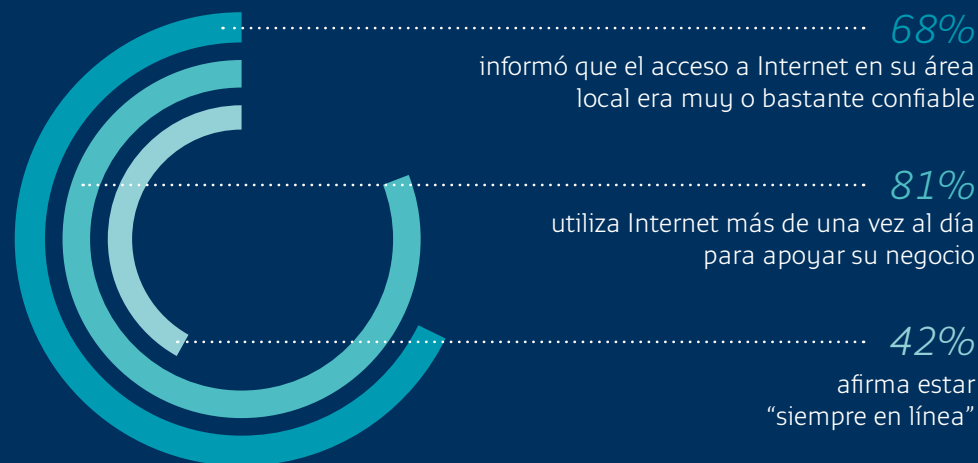 68%
informó que el acceso a Internet en su área
local era muy o bastante confiable
81%
utiliza Internet más de una vez al día
para apoyar su negocio
42%
afirma estar
“siempre en línea”